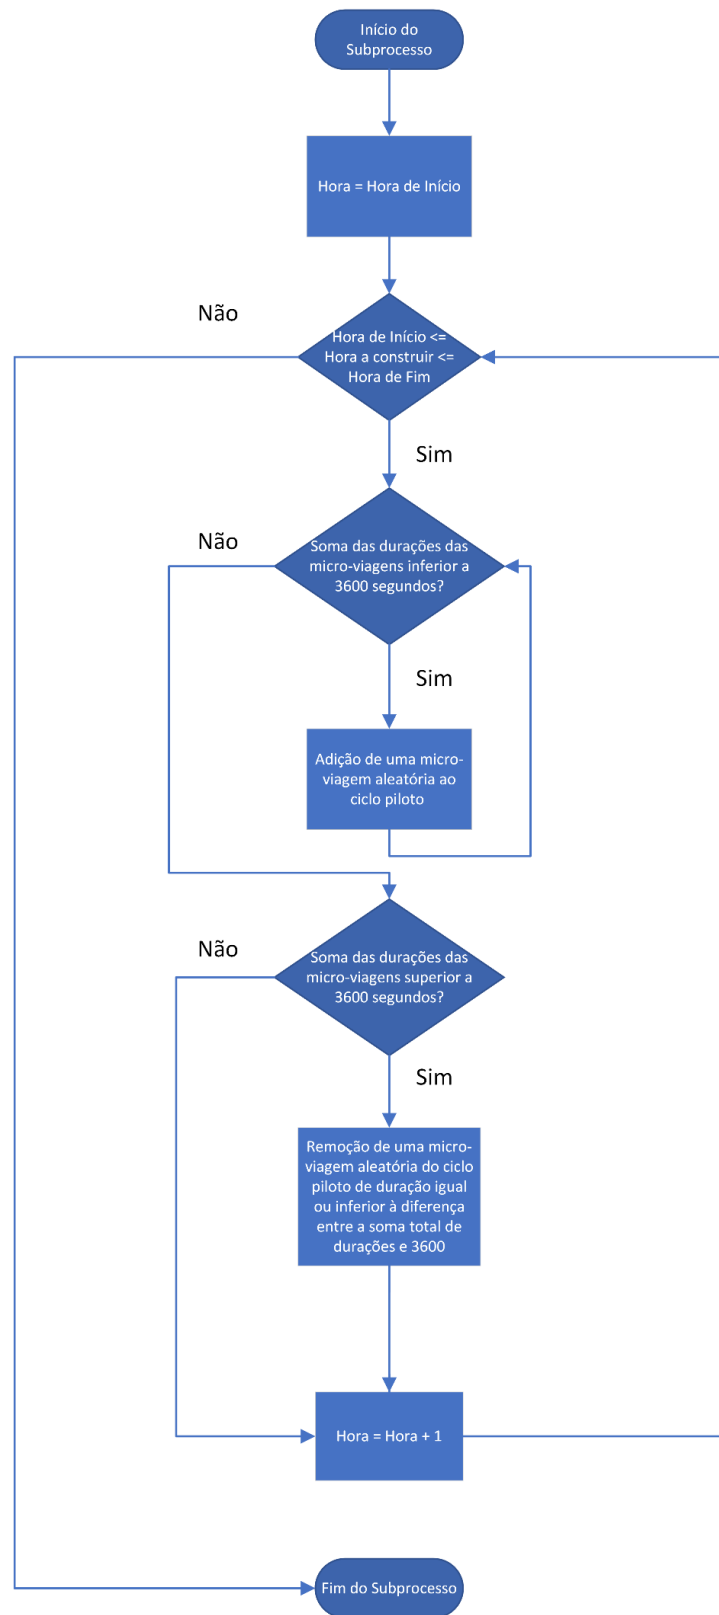 Início do
Subprocesso
Hora = Hora de Início
Não
Hora de Início <=
Hora a construir <=
Hora de Fim
Sim
Não
Soma das durações das
micro-viagens inferior a
3600 segundos?
Sim
Adição de uma micro-
viagem aleatória ao
ciclo piloto
Não
Soma das durações das
micro-viagens superior a
3600 segundos?
Sim
Remoção de uma micro-
viagem aleatória do ciclo
piloto de duração igual
ou inferior à diferença
entre a soma total de
durações e 3600
Hora = Hora + 1
Fim do Subprocesso